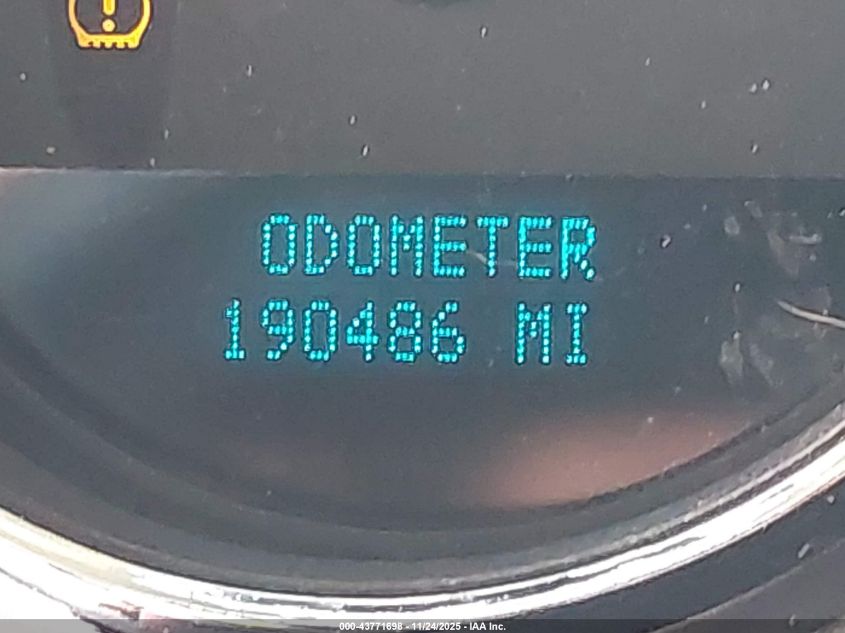 ODOMETER
190486 MI
000-43771698 - 11/24/2025 - IAA Inc.